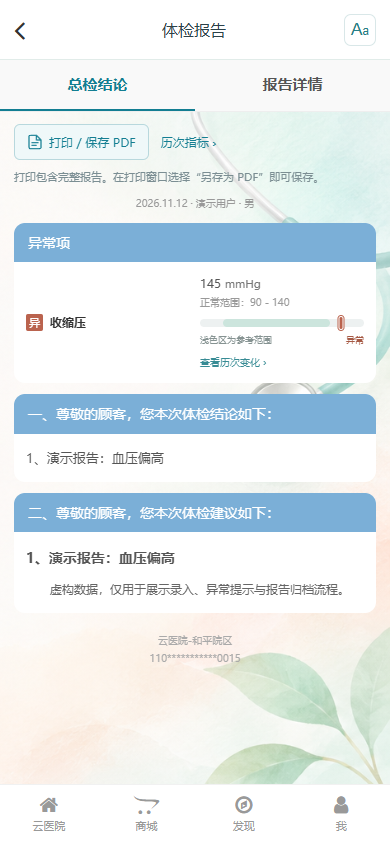 体检报告
Aa
总检结论
报告详情
打印 / 保存 PDF
历次指标 ›
打印包含完整报告。在打印窗口选择“另存为 PDF”即可保存。
2026.11.12 · 演示用户 · 男
异常项
145 mmHg
正常范围：90 - 140
异 收缩压
浅色区为参考范围
异常
查看历次变化 ›
一、尊敬的顾客，您本次体检结论如下：
1、演示报告：血压偏高
二、尊敬的顾客，您本次体检建议如下：
1、演示报告：血压偏高
虚构数据，仅用于展示录入、异常提示与报告归档流程。
云医院-和平院区
110***********0015
云医院
商城
发现
我